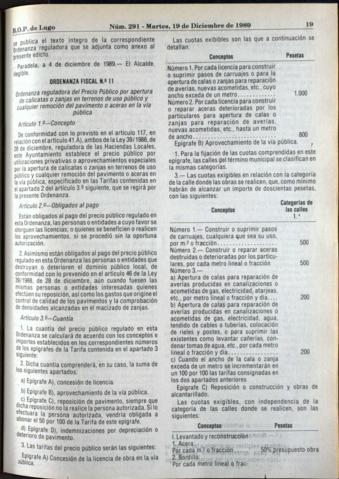 B.O.P. de Lugo
Núm. 291 - Martes, 19 de Diciembre de 1989
19
se publica el texto íntegro de la correspondiente
Ordenanza reguladora que se adjunta como anexo al
presente edicto.
Paradela, a 4 de diciembre de 1989.— El Alcalde,
ilegible.
ORDENANZA FISCAL N.º 11
Ordenanza reguladora del Precio Público por apertura
de calicatas o zanjas en terrenos de uso público y
cualquier remoción del pavimento o aceras en la vía
pública
Artículo 1.º—Concepto
De conformidad con lo previsto en el artículo 117, en
relación con el artículo 41.A), ambos de la Ley 39/1988, de
28 de diciembre, reguladora de las Haciendas Locales,
este Ayuntamiento establece el precio público por
utilizaciones privativas o aprovechamientos especiales
por la apertura de calicatas o zanjas en terrenos de uso
público y cualquier remoción del pavimento o aceras en
la vía pública, especificado en las Tarifas contenidas en
el apartado 2 del artículo 3.º siguiente, que se regirá por
la presente Ordenanza.
Artículo 2.º—Obligados al pago
Están obligados al pago del precio público regulado en
esta Ordenanza, las personas o entidades a cuyo favor se
otorguen las licencias, o quienes se beneficien o realicen
los aprovechamientos, si se procedió sin la oportuna
autorización.
2. Asimismo están obligados al pago del precio público
regulado en esta Ordenanza las personas o entidades que
destruyan o deterioren el dominio público local, de
conformidad con lo prevenido en el artículo 46 de la Ley
39/1988, de 28 de diciembre, aún cuando fuesen las
mismas personas o entidades interesadas quienes
efectúen su reposición, así como los gastos que origine el
control de calidad de los pavimentos y la comprobación
de densidades alcanzadas en el macizado de zanjas.
Artículo 3.º—Cuantía
1. La cuantía del precio público regulado en esta
Ordenanza se calculará de acuerdo con los conceptos e
importes establecidos en los correspondientes números
de los epígrafes de la Tarifa contenida en el apartado 3
siguiente.
2. Dicha cuantía comprenderá, en su caso, la suma de
los siguientes apartados:
a) Epígrafe A), concesión de licencia.
b) Epígrafe B), aprovechamiento de la vía pública.
c) Epígrafe C), reposición de pavimento, siempre que
dicha reposición no la realice la persona autorizada. Si lo
efectuara la persona autorizada, vendría obligada a
abonar el 50 por 100 de la Tarifa de este epígrafe.
d) Epígrafe D), indemnizaciones por depreciación o
deterioro de pavimento.
3. Las tarifas del precio público serán las siguientes:
Epígrafe A) Concesión de la licencia de obra en la vía
pública.
Las cuotas exibibles son las que a continuación se
detallan:
Conceptos Pesetas
Número 1. Por cada licencia para construir
o suprimir pasos de carruajes o para la
apertura de calas o zanjas para reparación
de averías, nuevas acometidas, etc., cuyo
ancho exceda de un metro 1.000
Número 2. Por cada licencia para construir
o reparar aceras deterioradas por los
particulares para apertura de calas o
zanjas para reparación de averías,
nuevas acometidas, etc., hasta un metro
de ancho 800
Epígrafe B) Aprovechamiento de la vía pública.
1. Para la fijación de las cuotas comprendidas en este
epígrafe, las calles del término municipal se clasifican en
la misma categorías.
3.— Las cuotas exigibles en relación con la categoría
de la calle donde las obras se realicen, que, como mínimo
habrán de alcanzar un importe de doscientas pesetas,
con las siguientes:
Categorías de
las calles
Conceptos 1.ª
Número 1.— Construir o suprimir pasos
de carruajes, cualquiera que sea su uso,
por m.² o fracción 500
Número 2.— Construir o reparar aceras
destruidas o deterioradas por los particu-
lares, por cada metro lineal o fracción 500
Número 3.—
a) Apertura de calas para reparación de
averías producidas en canalizaciones o
acometidas de gas, electricidad, atarjeas,
etc., por metro lineal o fracción y día 200
b) Apertura de calas para reparación de
averías producidas en canalizaciones o
acometidas de gas, electricidad, agua,
tendido de cables o tuberías, colocación
de rieles y postes, o para suprimir las
existentes como levantar cañerías, con-
denar tomas de agua, etc., por cada metro
lineal o fracción y día 200
c) Cuando el ancho de la cala o zanja
exceda de un metro se incrementarán en
un 100 por 100 las tarifas consignadas en
los dos apartados anteriores.
Epígrafe C) Reposición o construcción y obras de
alcantarillado.
Las cuotas exigibles, con independencia de la
categoría de las calles donde se realicen, son las
siguientes:
Conceptos Pesetas
I. Levantado y reconstrucción:
1. Acera:
Por cada m.² o fracción 50% presupuesto obra
2. Bordillo:
Por cada metro lineal o frac-